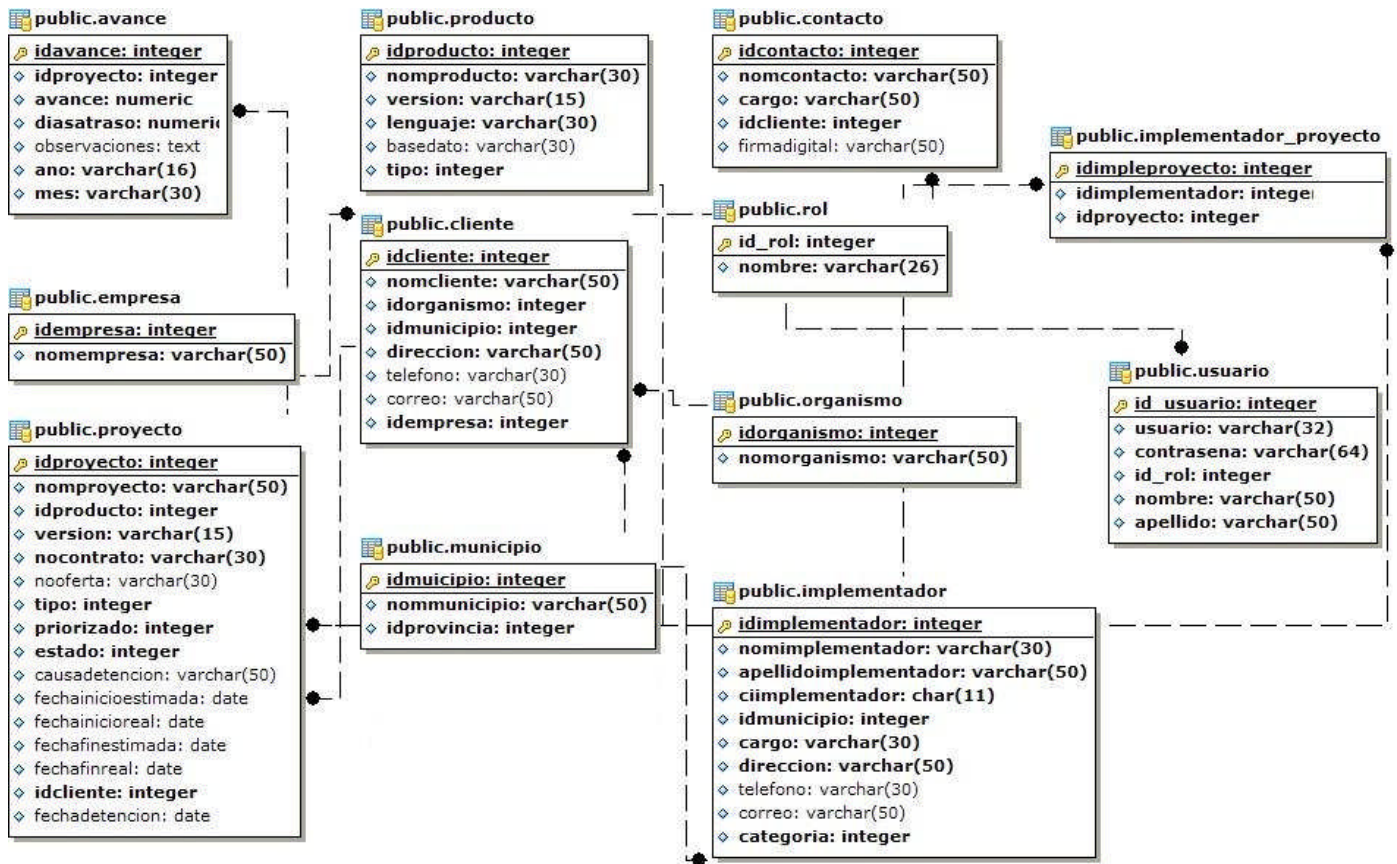 public.avance
idavance: integer
idproyecto: integer
avance: numeric
diasatraso: numeric
observaciones: text
ano: varchar(16)
mes: varchar(30)
public.producto
idproducto: integer
nomproducto: varchar(30)
version: varchar(15)
lenguaje: varchar(30)
basedato: varchar(30)
tipo: integer
public.contacto
idcontacto: integer
nomcontacto: varchar(50)
cargo: varchar(50)
idcliente: integer
firmadigital: varchar(50)
public.implementador_proyecto
idimpleproyecto: integer
idimplementador: integer
idproyecto: integer
public.cliente
idcliente: integer
nomcliente: varchar(50)
idorganismo: integer
idmunicipio: integer
direccion: varchar(50)
telefono: varchar(30)
correo: varchar(50)
idempresa: integer
public.rol
id_rol: integer
nombre: varchar(26)
public.empresa
idempresa: integer
nomempresa: varchar(50)
public.usuario
id_usuario: integer
usuario: varchar(32)
contrasena: varchar(64)
id_rol: integer
nombre: varchar(50)
apellido: varchar(50)
public.organismo
idorganismo: integer
nomorganismo: varchar(50)
public.proyecto
idproyecto: integer
nomproyecto: varchar(50)
idproducto: integer
version: varchar(15)
nocontrato: varchar(30)
nooferta: varchar(30)
tipo: integer
priorizado: integer
estado: integer
causadetencion: varchar(50)
fechainicioestimada: date
fechainicioreal: date
fechafinestimada: date
fechafinreal: date
idcliente: integer
fechadetencion: date
public.municipio
idmuicipio: integer
nommunicipio: varchar(50)
idprovincia: integer
public.implementador
idimplementador: integer
nomimplementador: varchar(30)
apellidoimplementador: varchar(50)
ciimplementador: char(11)
idmunicipio: integer
cargo: varchar(30)
direccion: varchar(50)
telefono: varchar(30)
correo: varchar(50)
categoria: integer